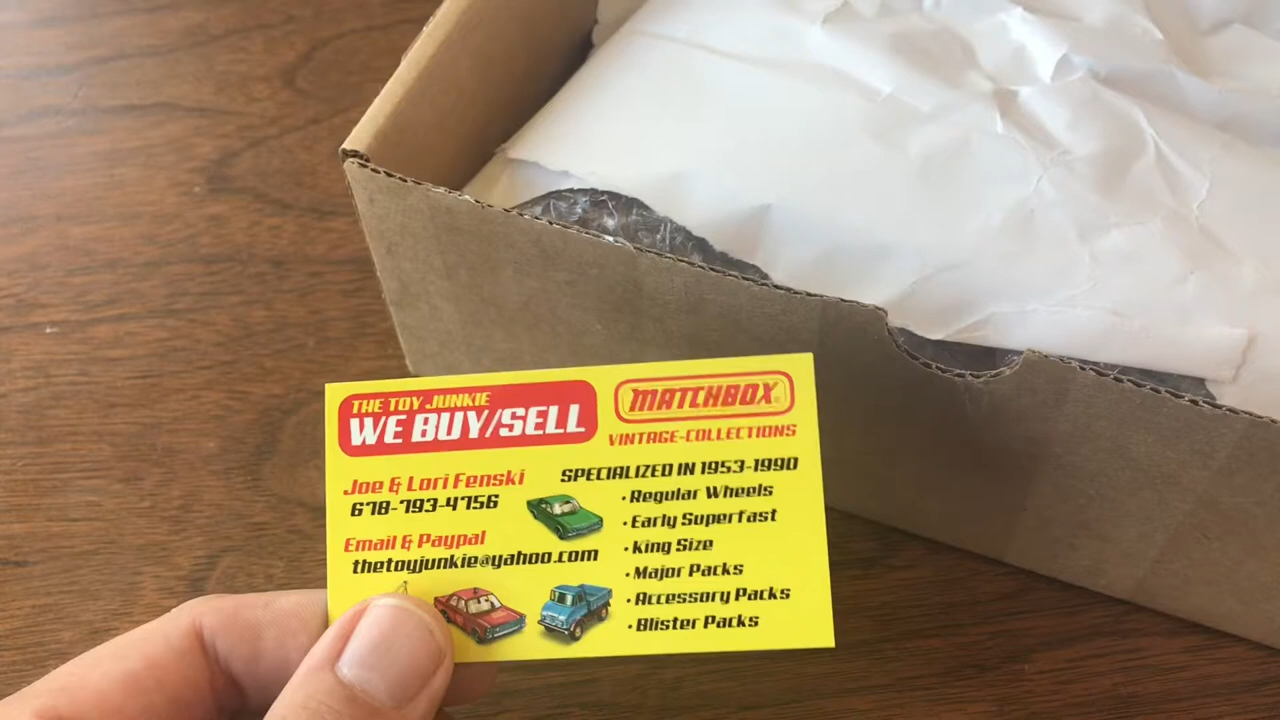 THE TOY JUNKIE
WE BUY/SELL
MATCHBOX
VINTAGE-COLLECTIONS
Joe & Lori Fenski
678-793-4756
Email & Paypal
thetoyjunkie@yahoo.com
SPECIALIZED IN 1953-1990
• Regular Wheels
• Early Superfast
• King Size
• Major Packs
• Accessory Packs
• Blister Packs